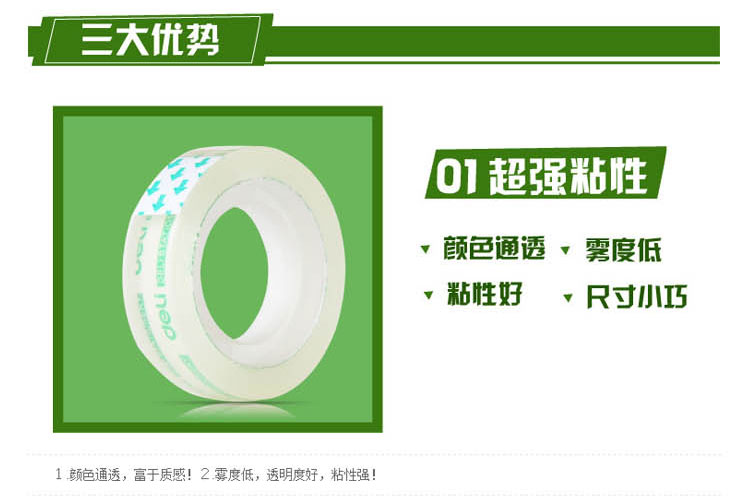 三大优势
01 超强粘性
颜色通透 雾度低
粘性好 尺寸小巧
deli
deli
1.颜色通透，富于质感！2.雾度低，透明度好，粘性强！